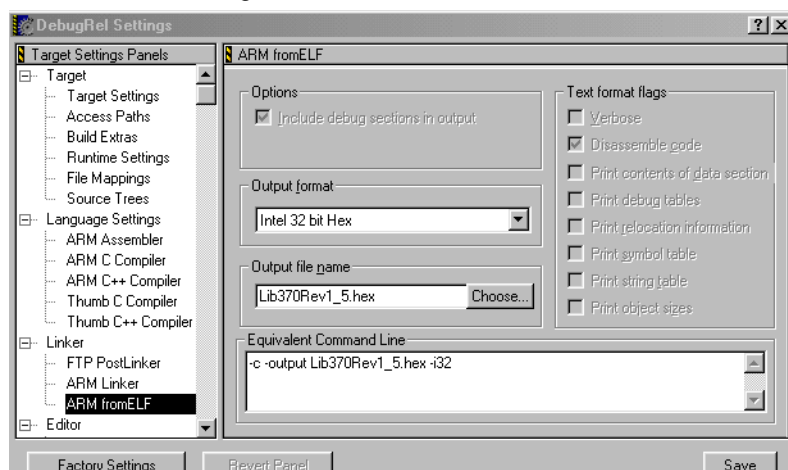 DebugRel Settings
Target Settings Panels
Target
Target Settings
Access Paths
Build Extras
Runtime Settings
File Mappings
Source Trees
Language Settings
ARM Assembler
ARM C Compiler
ARM C++ Compiler
Thumb C Compiler
Thumb C++ Compiler
Linker
FTP PostLinker
ARM Linker
ARM fromELF
Editor
ARM fromELF
Options
Include debug sections in output
Output format
Intel 32 bit Hex
Output file name
Lib370Rev1_5.hex
Choose...
Text format flags
Verbose
Disassemble code
Print contents of data section
Print debug tables
Print relocation information
Print symbol table
Print string table
Print object sizes
Equivalent Command Line
-c -output Lib370Rev1_5.hex -i32
Factory Settings
Revert Panel
Save